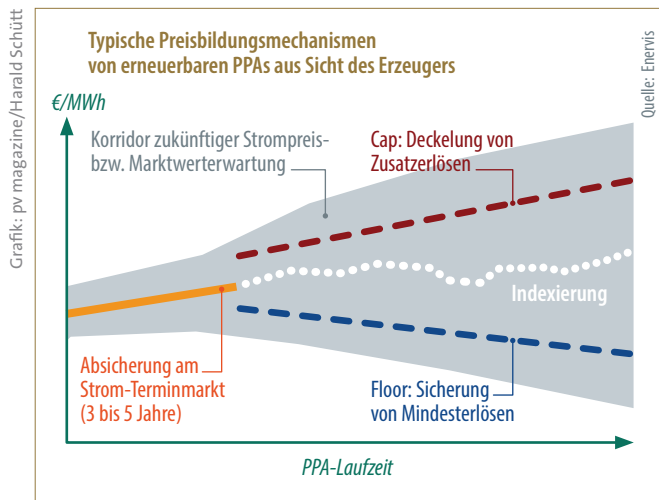 Grafik: pv magazine/Harald Schütt
Typische Preisbildungsmechanismen
von erneuerbaren PPAs aus Sicht des Erzeugers
Quelle: Enervis
€/MWh
Korridor zukünftiger Strompreis-
bzw. Marktwerterwartung
Cap: Deckelung von
Zusatzerlösen
Indexierung
Absicherung am
Strom-Terminmarkt
(3 bis 5 Jahre)
Floor: Sicherung
von Mindesterlösen
PPA-Laufzeit